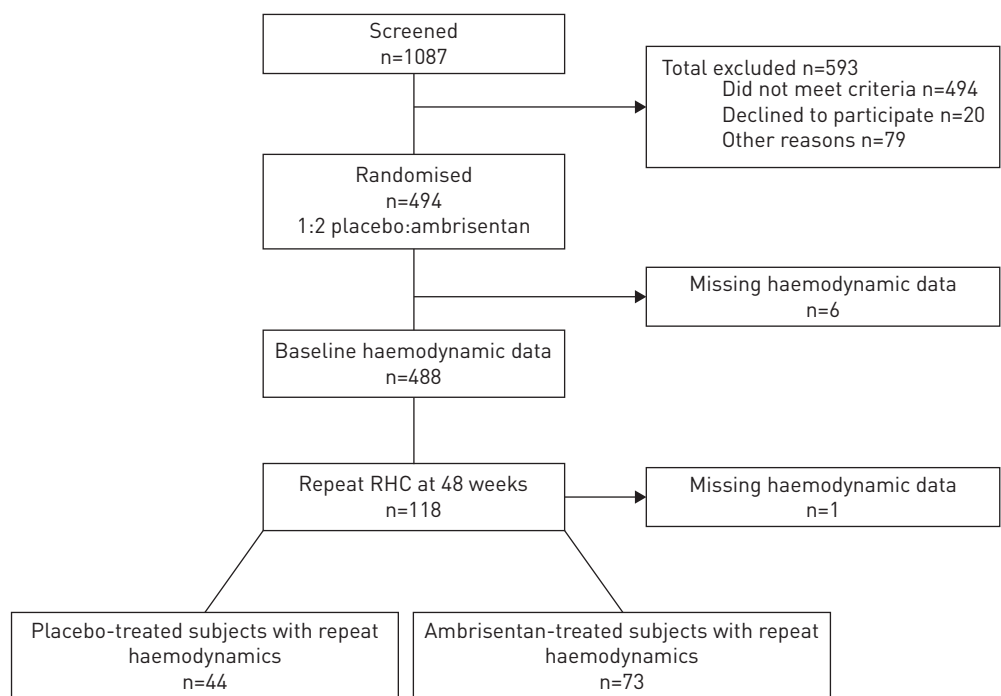 Screened
n=1087
Total excluded n=593
Did not meet criteria n=494
Declined to participate n=20
Other reasons n=79
Randomised
n=494
1:2 placebo:ambrisentan
Missing haemodynamic data
n=6
Baseline haemodynamic data
n=488
Repeat RHC at 48 weeks
n=118
Missing haemodynamic data
n=1
Placebo-treated subjects with repeat
haemodynamics
n=44
Ambrisentan-treated subjects with repeat
haemodynamics
n=73